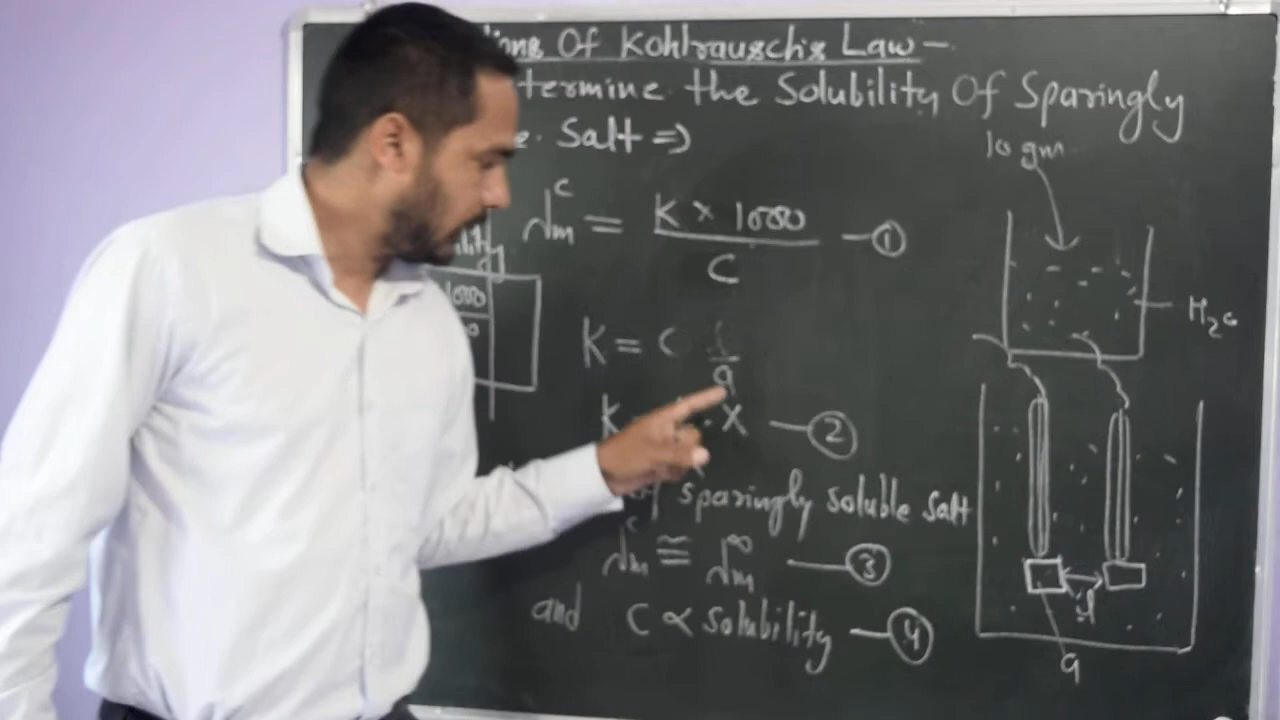 Of Kohlrausch's Law -
termine the Solubility Of Sparingly
Salt ⇒
10 gm
Λm^c = K × 1000 / C - ①
1000
H2O
K = C l/a
K . X - ②
sparingly soluble salt
Λm^c ≅ Λm^∞ - ③
and C ∝ solubility - ④
l
a